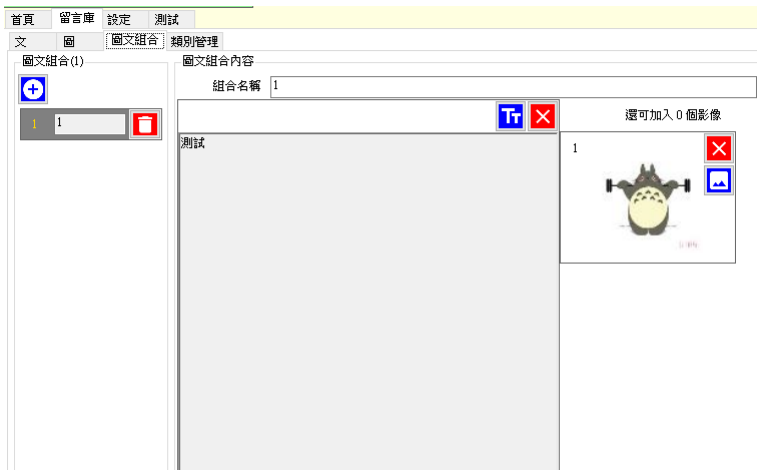 首頁 留言庫 設定 測試
文 圖 圖文組合 類別管理
圖文組合(1)
圖文組合內容
組合名稱 1
1 1
TT
還可加入 0 個影像
測試
1